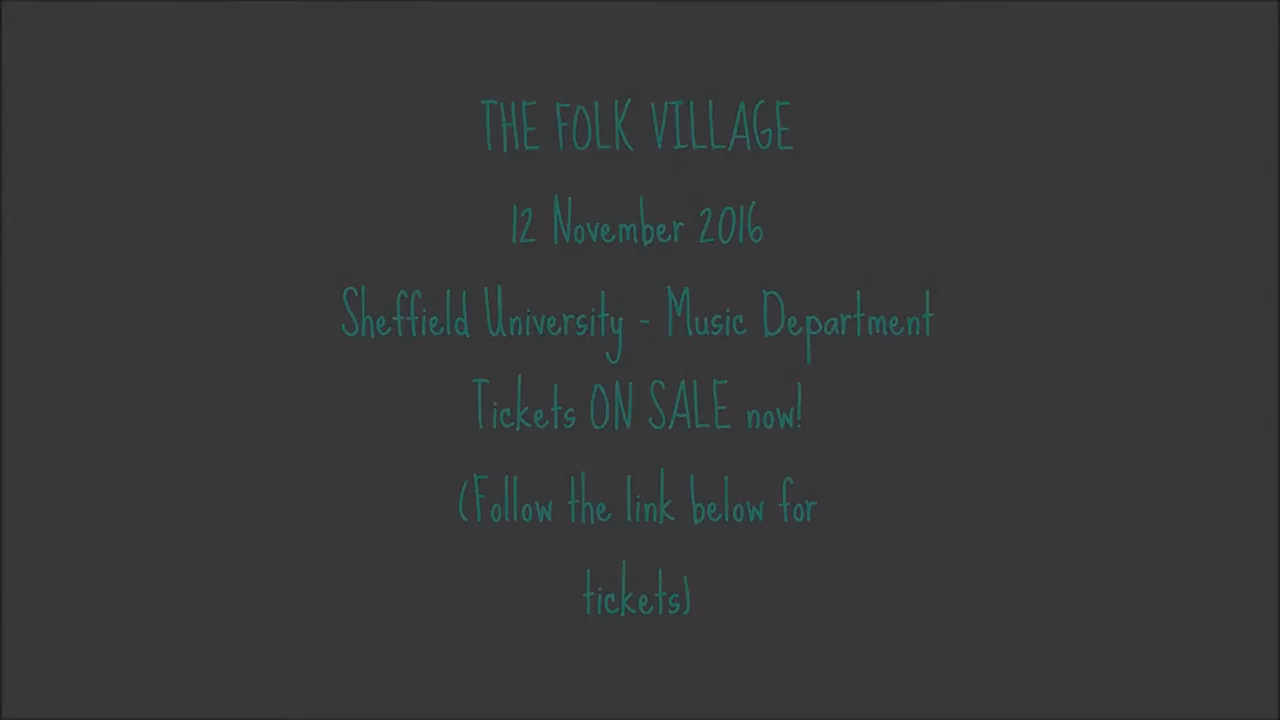 THE FOLK VILLAGE
12 November 2016
Sheffield University - Music Department
Tickets ON SALE now!
(Follow the link below for
tickets)